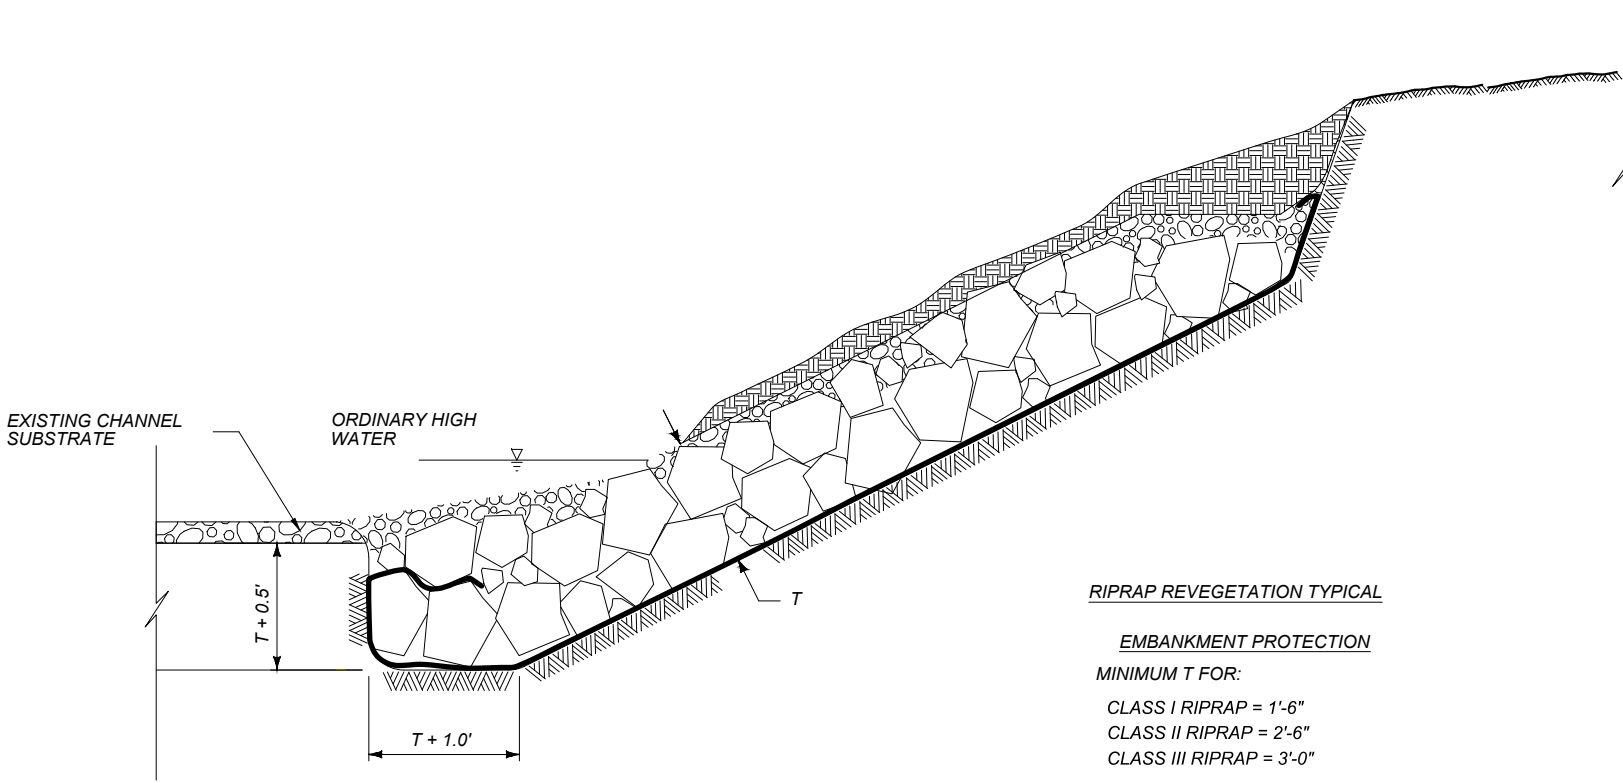 EXISTING CHANNEL
SUBSTRATE
ORDINARY HIGH
WATER
T + 0.5'
T + 1.0'
T
RIPRAP REVEGETATION TYPICAL
EMBANKMENT PROTECTION
MINIMUM T FOR:
CLASS I RIPRAP = 1'-6"
CLASS II RIPRAP = 2'-6"
CLASS III RIPRAP = 3'-0"